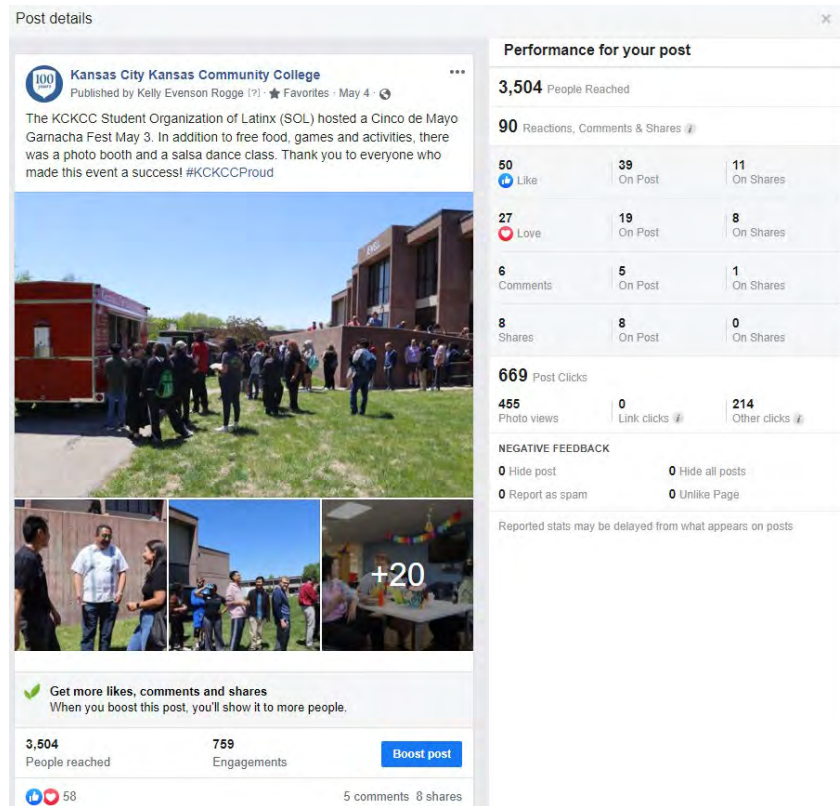 Post details
×
100
years
Kansas City Kansas Community College
•••
Published by Kelly Evenson Rogge [?] · Favorites · May 4 ·
The KCKCC Student Organization of Latinx (SOL) hosted a Cinco de Mayo
Garnacha Fest May 3. In addition to free food, games and activities, there
was a photo booth and a salsa dance class. Thank you to everyone who
made this event a success! #KCKCCProud
JEWELL
+20
Get more likes, comments and shares
When you boost this post, you'll show it to more people.
3,504
People reached
759
Engagements
Boost post
58
5 comments 8 shares
Performance for your post
3,504 People Reached
90 Reactions, Comments & Shares i
50 39 11
Like On Post On Shares
27 19 8
Love On Post On Shares
6 5 1
Comments On Post On Shares
8 8 0
Shares On Post On Shares
669 Post Clicks
455 0 214
Photo views Link clicks i Other clicks i
NEGATIVE FEEDBACK
0 Hide post 0 Hide all posts
0 Report as spam 0 Unlike Page
Reported stats may be delayed from what appears on posts